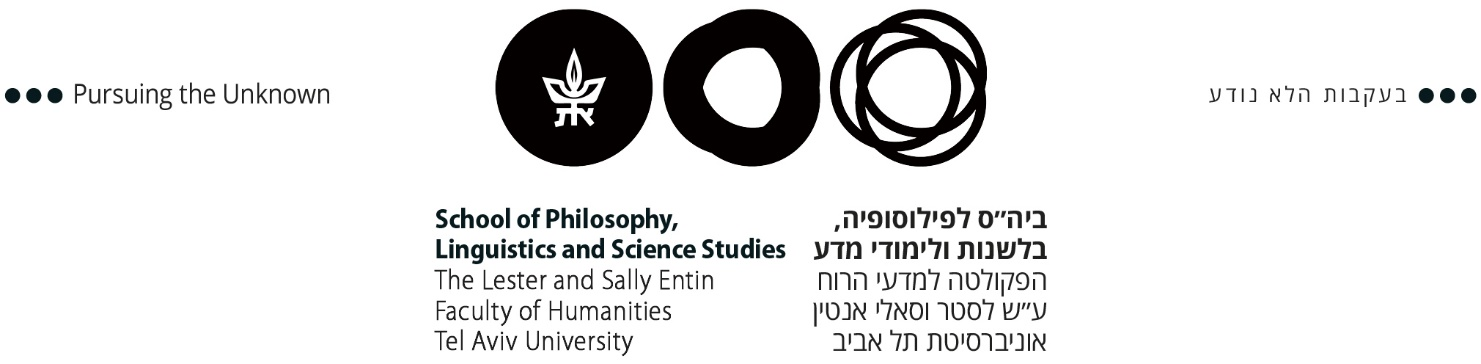 ••• Pursuing the Unknown
בעקבות הלא נודע •••
את
School of Philosophy,
Linguistics and Science Studies
The Lester and Sally Entin
Faculty of Humanities
Tel Aviv University
ביה״ס לפילוסופיה,
בלשנות ולימודי מדע
הפקולטה למדעי הרוח
ע״ש לסטר וסאלי אנטין
אוניברסיטת תל אביב